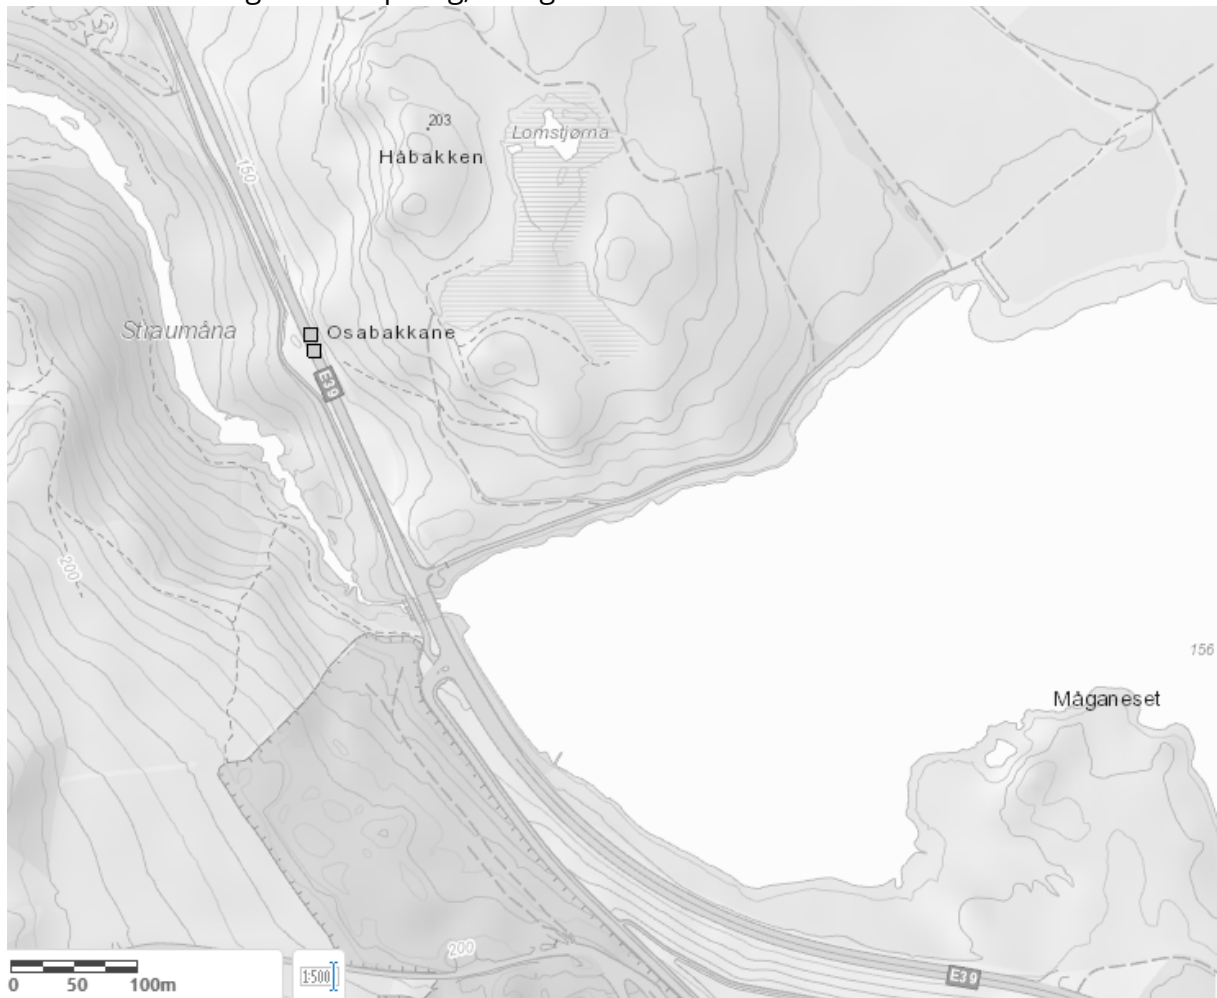 203
Lomstjørna
Håbakken
150
Straumåna
Osabakkane
E39
200
156
Måganeset
200
E39
1:500
0 50 100m